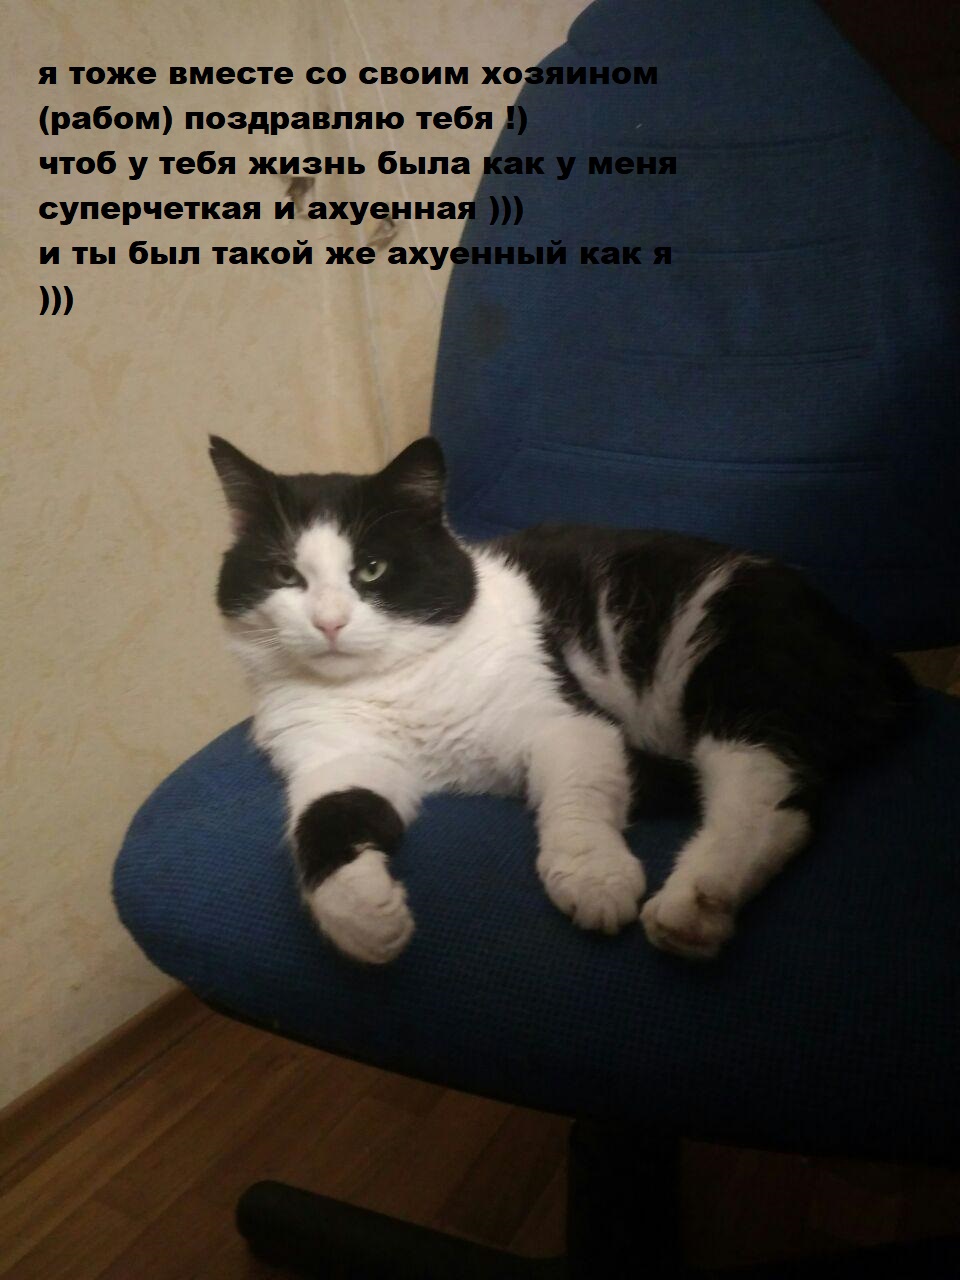 я тоже вместе со своим хозяином
(рабом) поздравляю тебя !)
чтоб у тебя жизнь была как у меня
суперчеткая и ахуенная )))
и ты был такой же ахуенный как я
)))